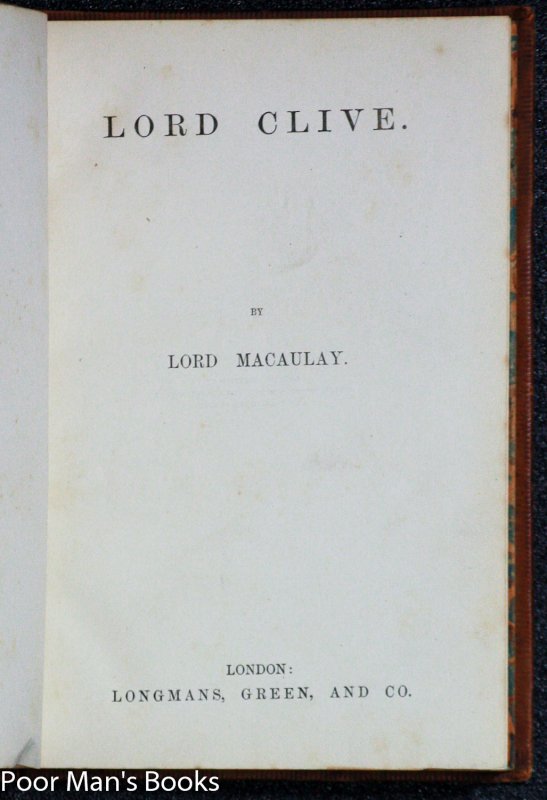 LORD CLIVE.
BY
LORD MACAULAY.
LONDON:
LONGMANS, GREEN, AND CO.
Poor Man's Books